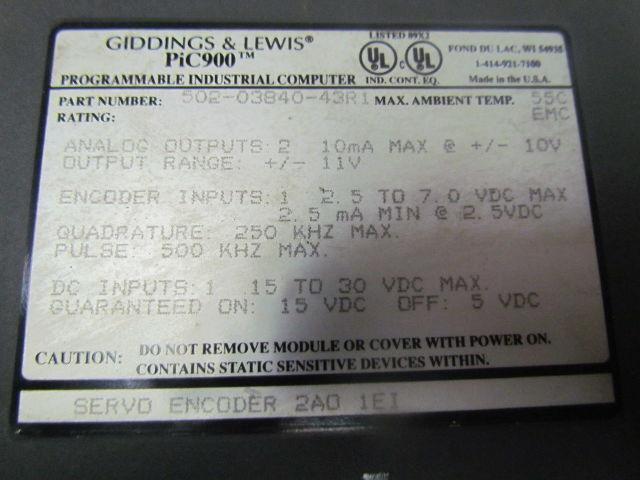 GIDDINGS & LEWIS®
PiC900™
PROGRAMMABLE INDUSTRIAL COMPUTER
LISTED 89X2
UL C UL
IND. CONT. EQ.
FOND DU LAC, WI 54935
1-414-921-7100
Made in the U.S.A.
PART NUMBER: 502-03840-43R1 MAX. AMBIENT TEMP. 55C
RATING: EMC
ANALOG OUTPUTS: 2 10mA MAX @ +/- 10V
OUTPUT RANGE: +/- 11V
ENCODER INPUTS: 1 2.5 TO 7.0 VDC MAX
2.5 mA MIN @ 2.5VDC
QUADRATURE: 250 KHZ MAX.
PULSE: 500 KHZ MAX.
DC INPUTS: 1 15 TO 30 VDC MAX.
GUARANTEED ON: 15 VDC OFF: 5 VDC
CAUTION: DO NOT REMOVE MODULE OR COVER WITH POWER ON.
CONTAINS STATIC SENSITIVE DEVICES WITHIN.
SERVO ENCODER 2AO 1EI